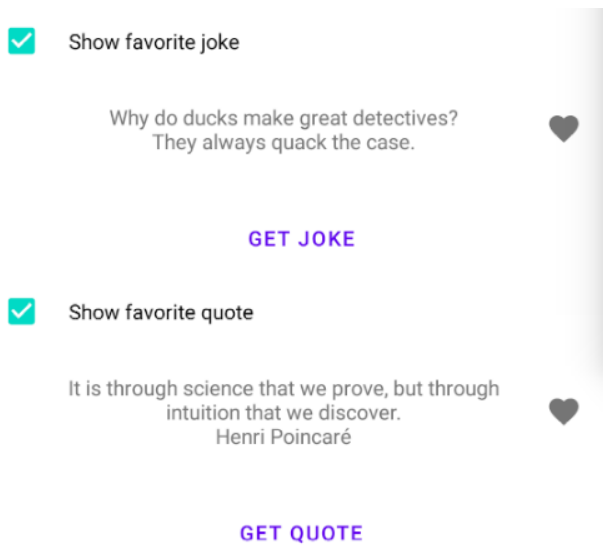 Show favorite joke
Why do ducks make great detectives?
They always quack the case.
GET JOKE
Show favorite quote
It is through science that we prove, but through
intuition that we discover.
Henri Poincaré
GET QUOTE